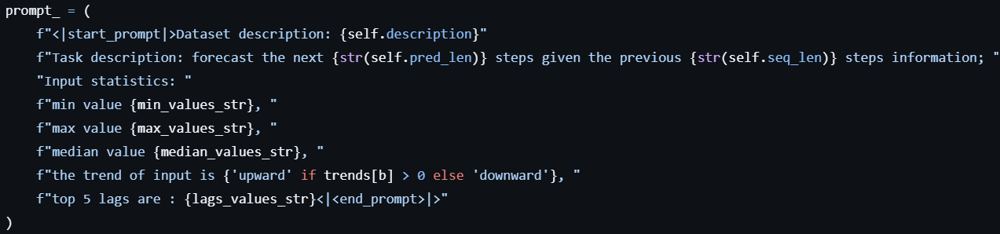 prompt_ = (
    f"<|start_prompt|>Dataset description: {self.description}"
    f"Task description: forecast the next {str(self.pred_len)} steps given the previous {str(self.seq_len)} steps information; "
    "Input statistics: "
    f"min value {min_values_str}, "
    f"max value {max_values_str}, "
    f"median value {median_values_str}, "
    f"the trend of input is {'upward' if trends[b] > 0 else 'downward'}, "
    f"top 5 lags are : {lags_values_str}<|<end_prompt>|>"
)